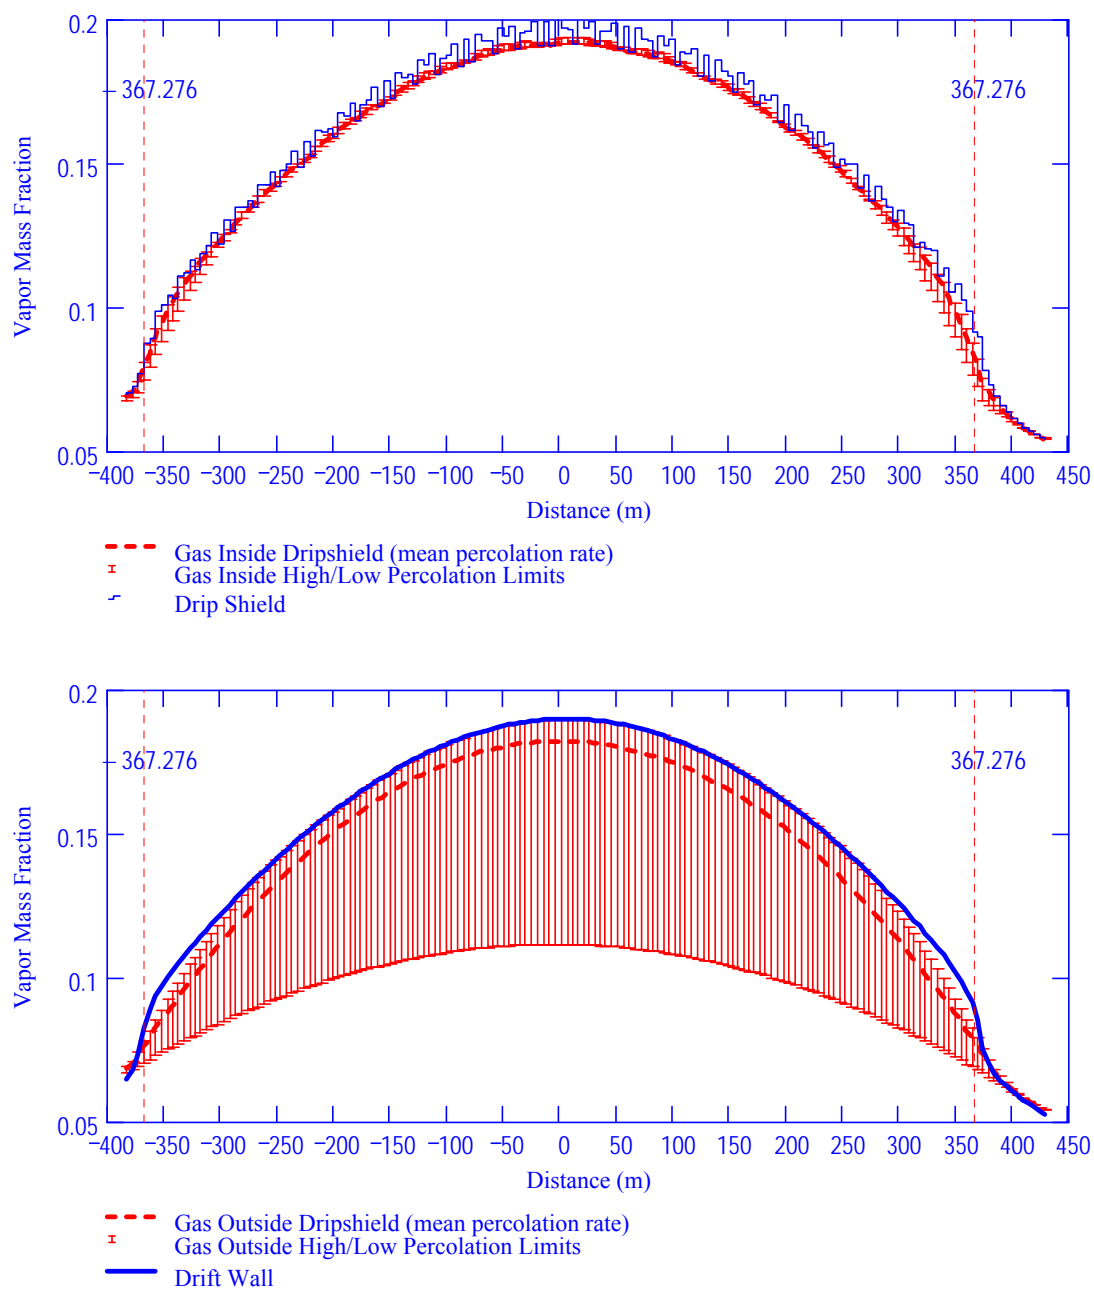 0.2
− 367.276
367.276
0.15
Vapor Mass Fraction
0.1
0.05
−400 −350 −300 −250 −200 −150 −100 −50 0 50 100 150 200 250 300 350 400 450
Distance (m)
Gas Inside Dripshield (mean percolation rate)
Gas Inside High/Low Percolation Limits
Drip Shield
0.2
− 367.276
367.276
0.15
Vapor Mass Fraction
0.1
0.05
−400 −350 −300 −250 −200 −150 −100 −50 0 50 100 150 200 250 300 350 400 450
Distance (m)
Gas Outside Dripshield (mean percolation rate)
Gas Outside High/Low Percolation Limits
Drift Wall